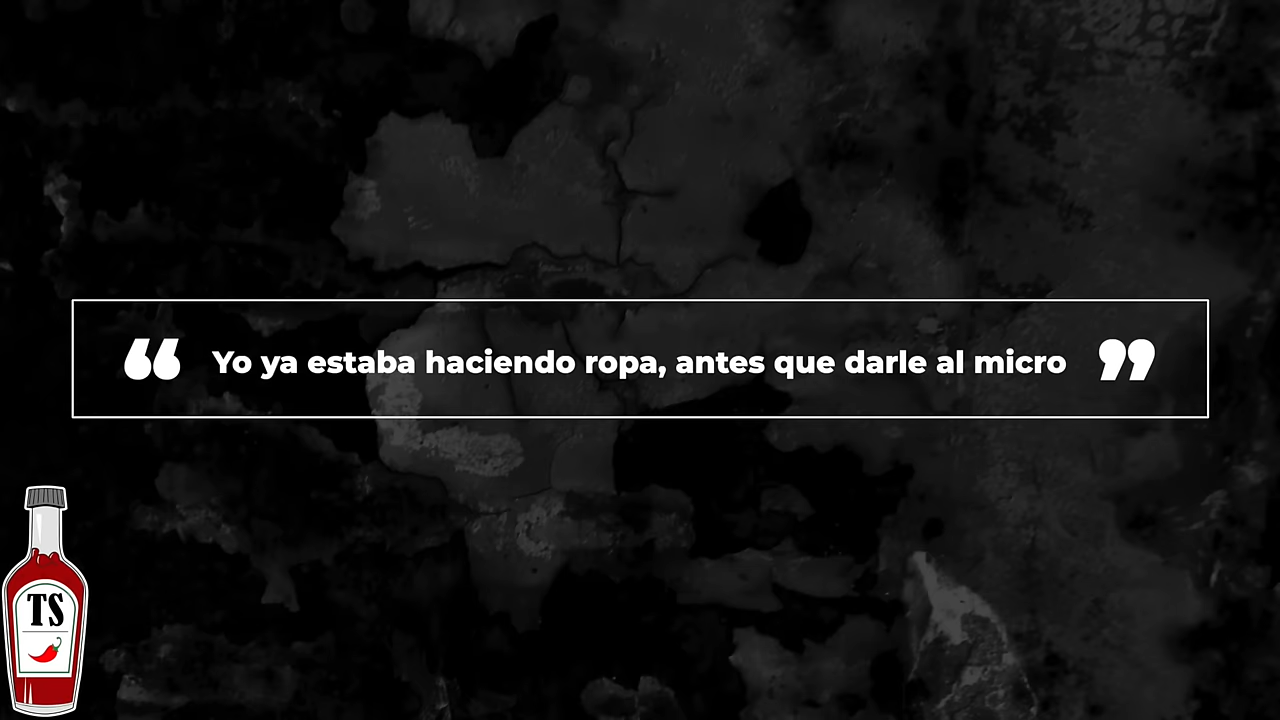 “ Yo ya estaba haciendo ropa, antes que darle al micro ”
TS